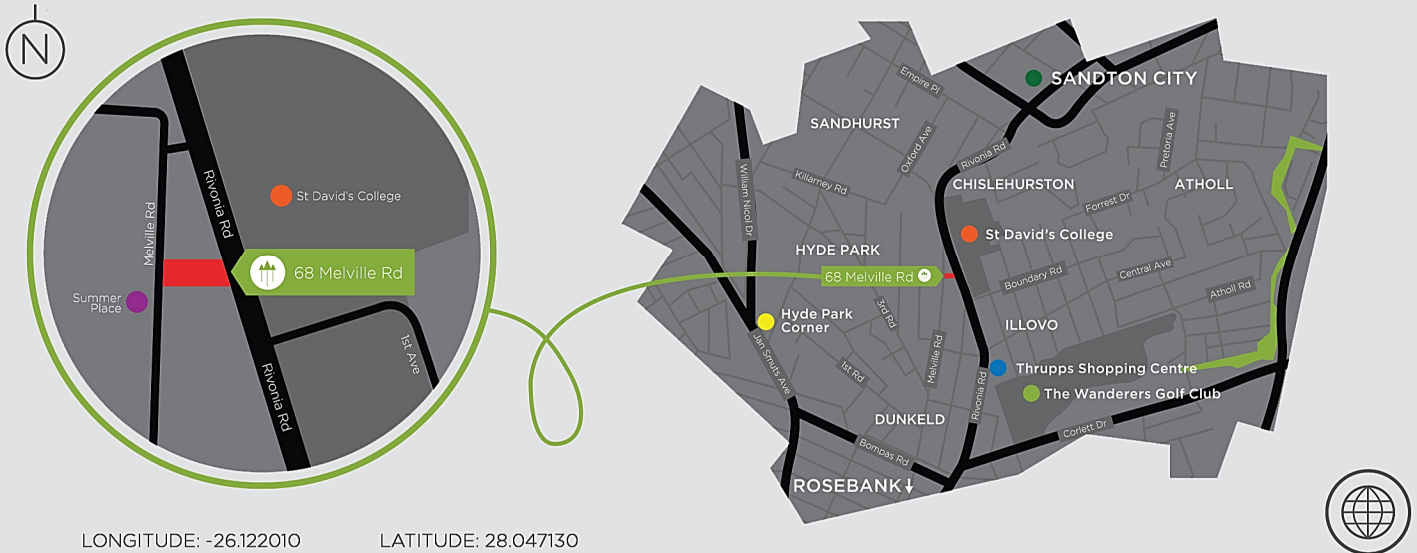 N
St David's College
Rivonia Rd
Melville Rd
68 Melville Rd
Summer
Place
1st Ave
Rivonia Rd
LONGITUDE: -26.122010
LATITUDE: 28.047130
SANDTON CITY
Empire Pl
SANDHURST
Oxford Ave
Pretoria Ave
Rivonia Rd
William Nicol Dr
Killarney Rd
CHISLEHURSTON
ATHOLL
Forrest Dr
St David's College
HYDE PARK
68 Melville Rd
Boundary Rd
Central Ave
Atholl Rd
3rd Rd
Hyde Park
Corner
ILLOVO
Jan Smuts Ave
1st Rd
Melville Rd
Rivonia Rd
Thrupps Shopping Centre
The Wanderers Golf Club
DUNKELD
Corlett Dr
Bompas Rd
ROSEBANK↓